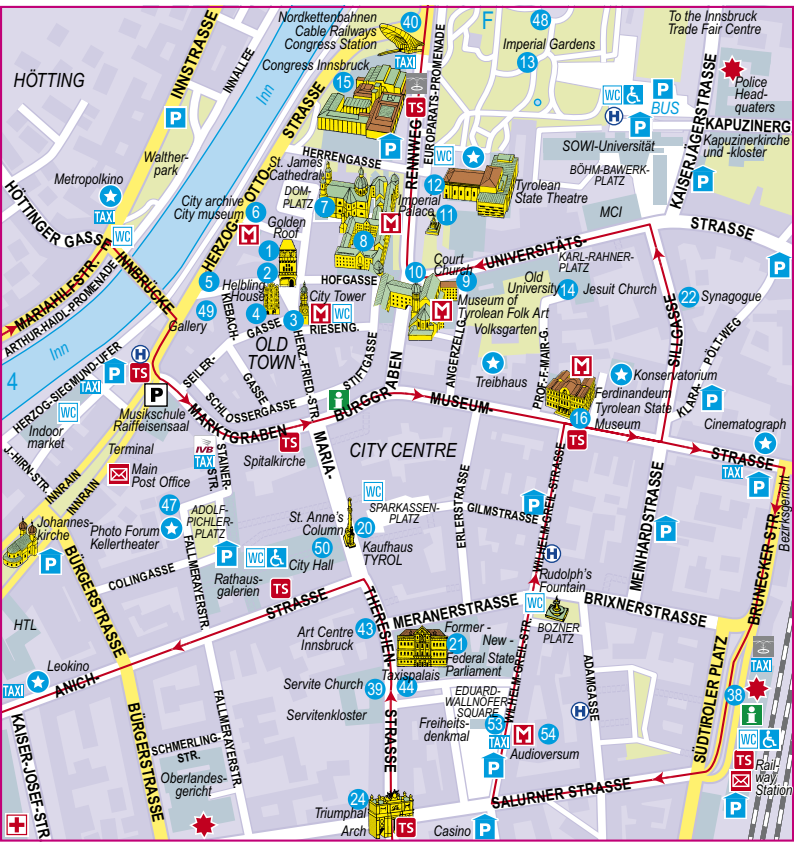 Nordkettenbahnen
Cable Railways
Congress Station
40
TAXI
F
48
Imperial Gardens
13
To the Innsbruck
Trade Fair Centre
Police
Head-
quaters
HÖTTING
INNSTRASSE
INNALLEE
Inn
STRASSE
Congress Innsbruck
15
TS
EUROPARATS-PROMENADE
RENNWEG
WC
P
BUS
H
P
KAISERJÄGERSTRASSE
KAPUZINERG
Kapuzinerkirche
und -kloster
P
Walther-
park
P
HERRENGASSE
WC
SOWI-Universität
BÖHM-BAWERK-
PLATZ
P
Metropolkino
TAXI
WC
HÖTTINGER GASSE
St. James'
Cathedral
DOM-
PLATZ
7
City archive
City museum
6
M
HERZOG-OTTO
12
Imperial
Palace
11
M
Tyrolean
State Theatre
MCI
STRASSE
Golden
Roof
1
8
2
UNIVERSITÄTS-
KARL-RAHNER-
PLATZ
MARIAHILFSTR.
INNBRÜCKE
ARTHUR-HAIDL-PROMENADE
5
Helbling
House
HOFGASSE
10
Court
Church
9
Old
University
14
Jesuit Church
22
Synagogue
P
49
Gallery
KIEBACH-
GASSE
4
3
City Tower
M
WC
RIESENG.
M
Museum of
Tyrolean Folk Art
Volksgarten
SILLGASSE
Inn
4
OLD
TOWN
SEILER-
GASSE
HERZ.-FRIED.-STR.
STIFTGASSE
ANGERZELLG.
PROF.-F.-MAIR-G.
KLARA-
PÖLT-WEG
HERZOG-SIEGMUND-UFER
H
TAXI
P
TS
P
SCHLOSSERGASSE
i
BURGGRABEN
MUSEUM-
Treibhaus
M
Konservatorium
Ferdinandeum
Tyrolean State
Museum
16
TS
P
Cinematograph
WC
Indoor
market
Musikschule
Raiffeisensaal
MARKTGRABEN
TS
Spitalkirche
MARIA-
CITY CENTRE
STRASSE
TAXI
P
J.-HIRN-STR.
INNRAIN
INNRAIN
Terminal
Main
Post Office
IVB
TAXI
STAINER-
STR.
Bezirksgericht
47
Photo Forum
Kellertheater
ADOLF-
PICHLER-
PLATZ
WC
SPARKASSEN-
PLATZ
St. Anne's
Column
20
Kaufhaus
TYROL
ERLERSTRASSE
GILMSTRASSE
P
WILHELM-GREIL-STRASSE
MEINHARDSTRASSE
P
BRUNECKER STR.
Johannes-
kirche
P
BÜRGERSTRASSE
FALLMERAYERSTR.
P
WC
50
City Hall
COLINGASSE
Rathaus-
galerien
TS
H
Rudolph's
Fountain
WC
BOZNER
PLATZ
BRIXNERSTRASSE
MERANERSTRASSE
HTL
STRASSE
THERESIEN-
43
Art Centre
Innsbruck
Former -
21
New -
Federal State
Parliament
Taxispalais
TAXI
Leokino
ANICH-
Servite Church
39
44
Servitenkloster
EDUARD-
WALLNÖFER
SQUARE
Freiheits-
denkmal
53
TAXI
WILHELM-GREIL-STR.
M
54
Audioversum
ADAMGASSE
H
SÜDTIROLER PLATZ
TAXI
38
i
WC
TS
Rail-
way
Station
P
KAISER-JOSEF-STR.
BÜRGERSTRASSE
FALLMERAYERSTR.
SCHMERLING-
STR.
Oberlandes-
gericht
STRASSE
24
Triumphal
Arch
TS
Casino
P
P
SALURNER STRASSE